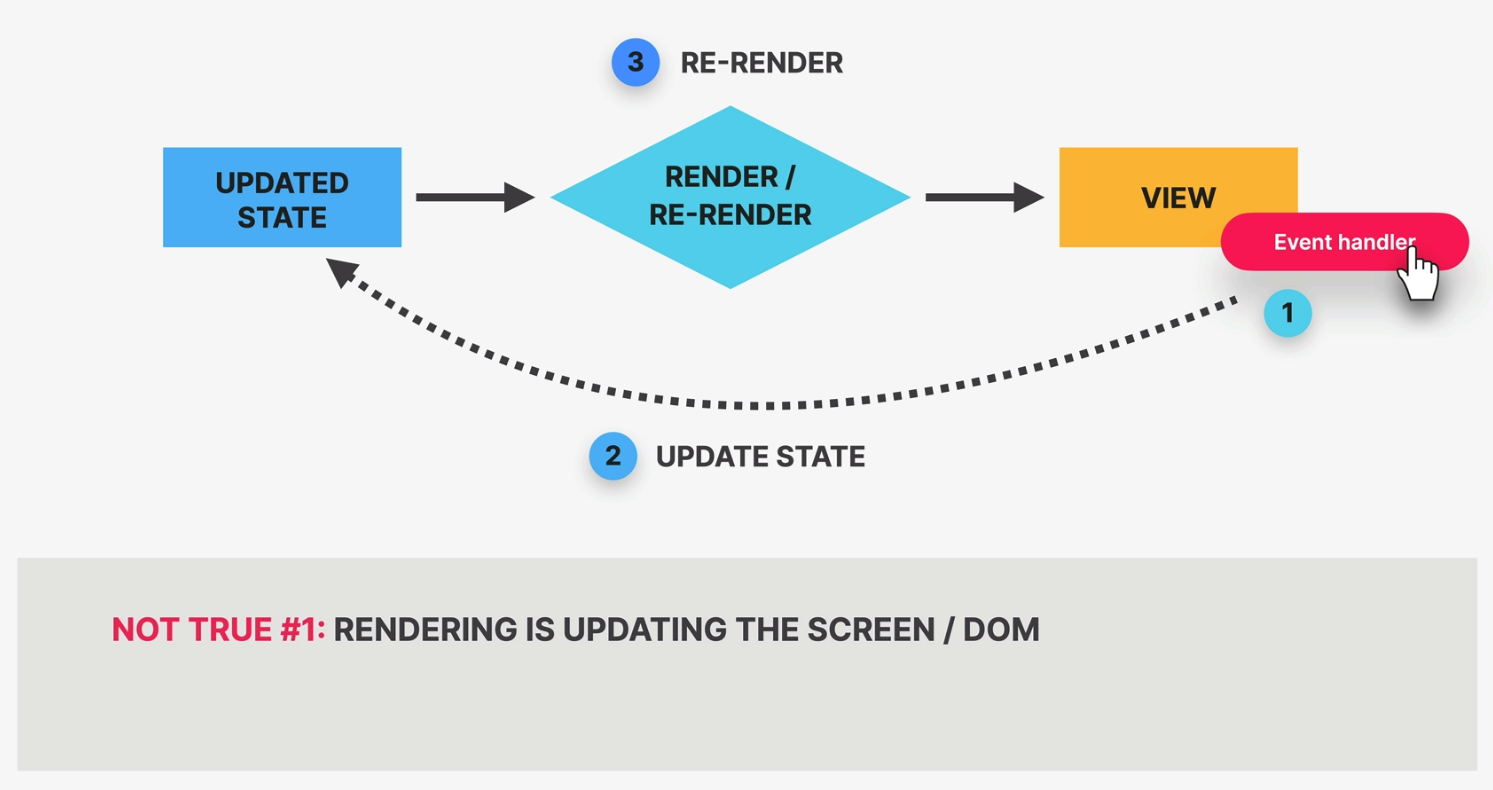 3 RE-RENDER
UPDATED
STATE
RENDER /
RE-RENDER
VIEW
Event handler
1
2 UPDATE STATE
NOT TRUE #1: RENDERING IS UPDATING THE SCREEN / DOM